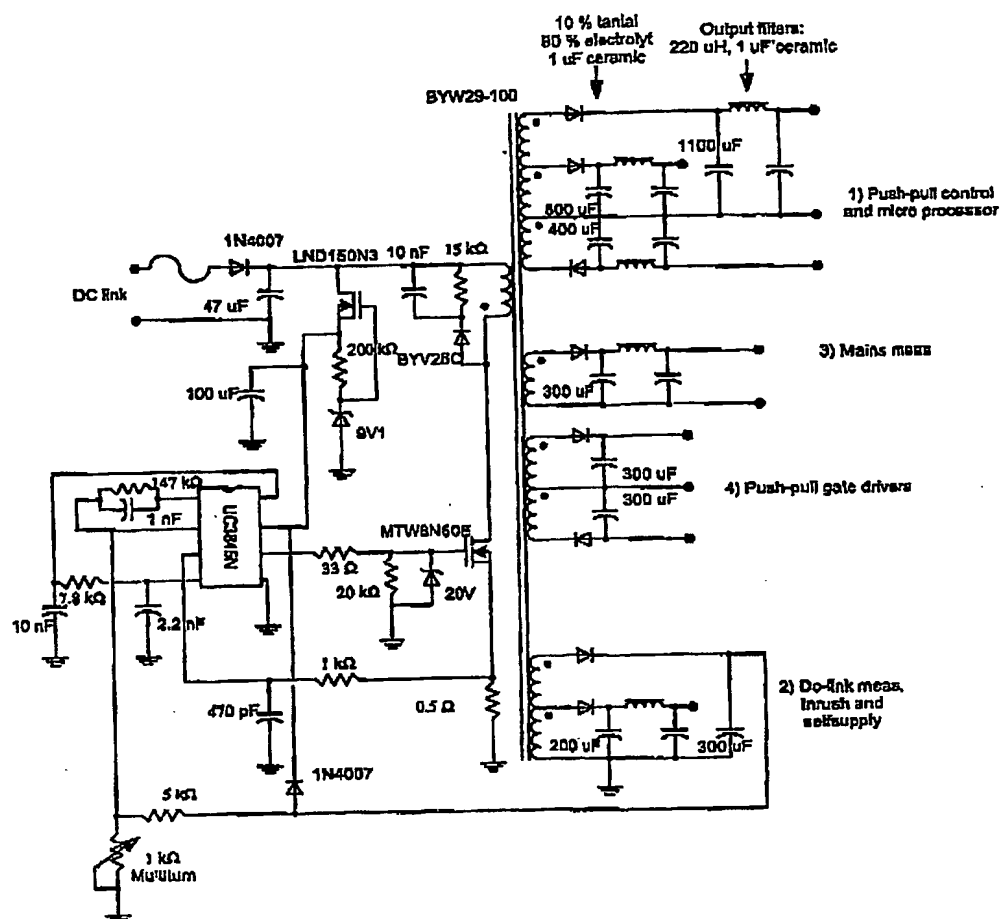 10 % tantal
80 % electrolyt
1 uF ceramic
Output filters:
220 uH, 1 uF ceramic
BYW29-100
1100 uF
500 uF
400 uF
1) Push-pull control
and micro processor
1N4007
LND150N3
10 nF
15 kΩ
DC link
47 uF
200 kΩ
BYV26C
100 uF
9V1
300 uF
3) Mains meas
300 uF
300 uF
4) Push-pull gate drivers
147 kΩ
1 nF
UC3845N
MTW8N60E
33 Ω
20 kΩ
20V
7.8 kΩ
10 nF
2.2 nF
1 kΩ
470 pF
0.5 Ω
2) Dc-link meas,
Inrush and
selfsupply
200 uF
300 uF
1N4007
5 kΩ
1 kΩ